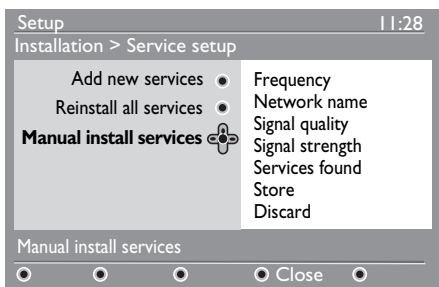 Setup 11:28
Installation > Service setup
Add new services
Reinstall all services
Manual install services
Frequency
Network name
Signal quality
Signal strength
Services found
Store
Discard
Manual install services
Close